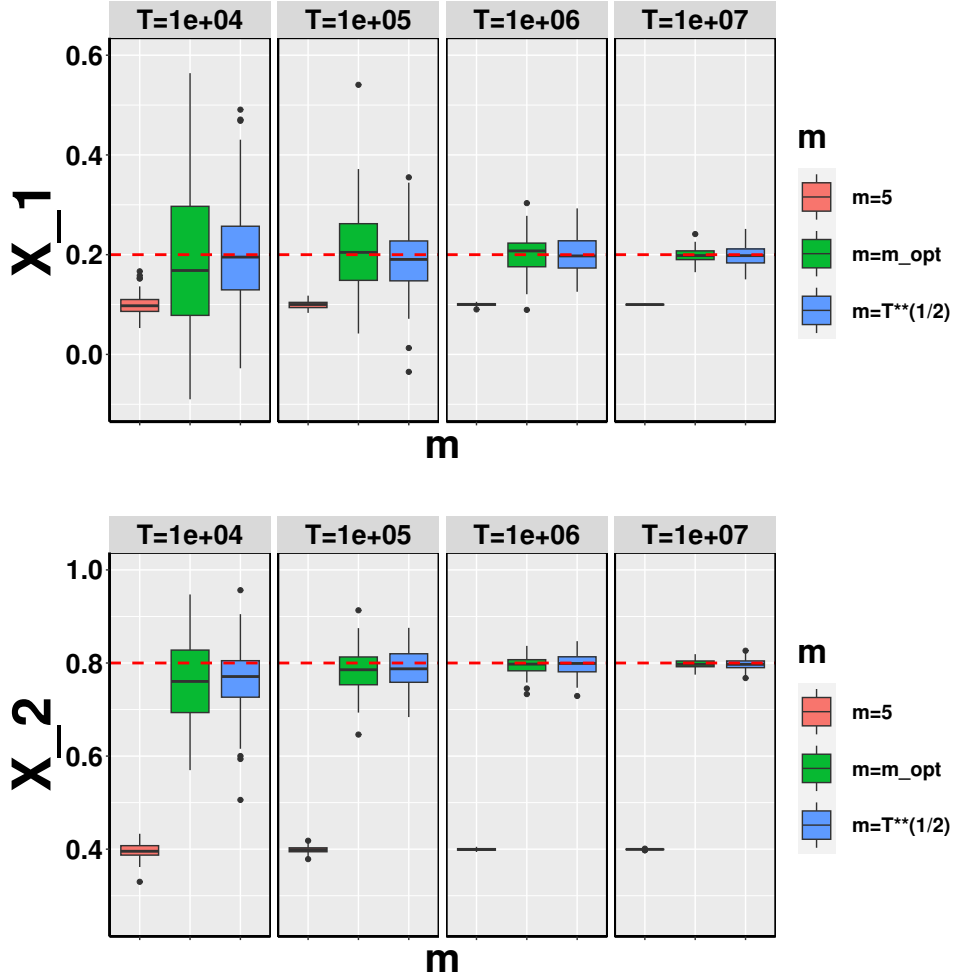 T=1e+04 T=1e+05 T=1e+06 T=1e+07
0.6
0.4
0.2
0.0
X_1
m
m
m=5
m=m_opt
m=T**(1/2)
T=1e+04 T=1e+05 T=1e+06 T=1e+07
1.0
0.8
0.6
0.4
X_2
m
m
m=5
m=m_opt
m=T**(1/2)